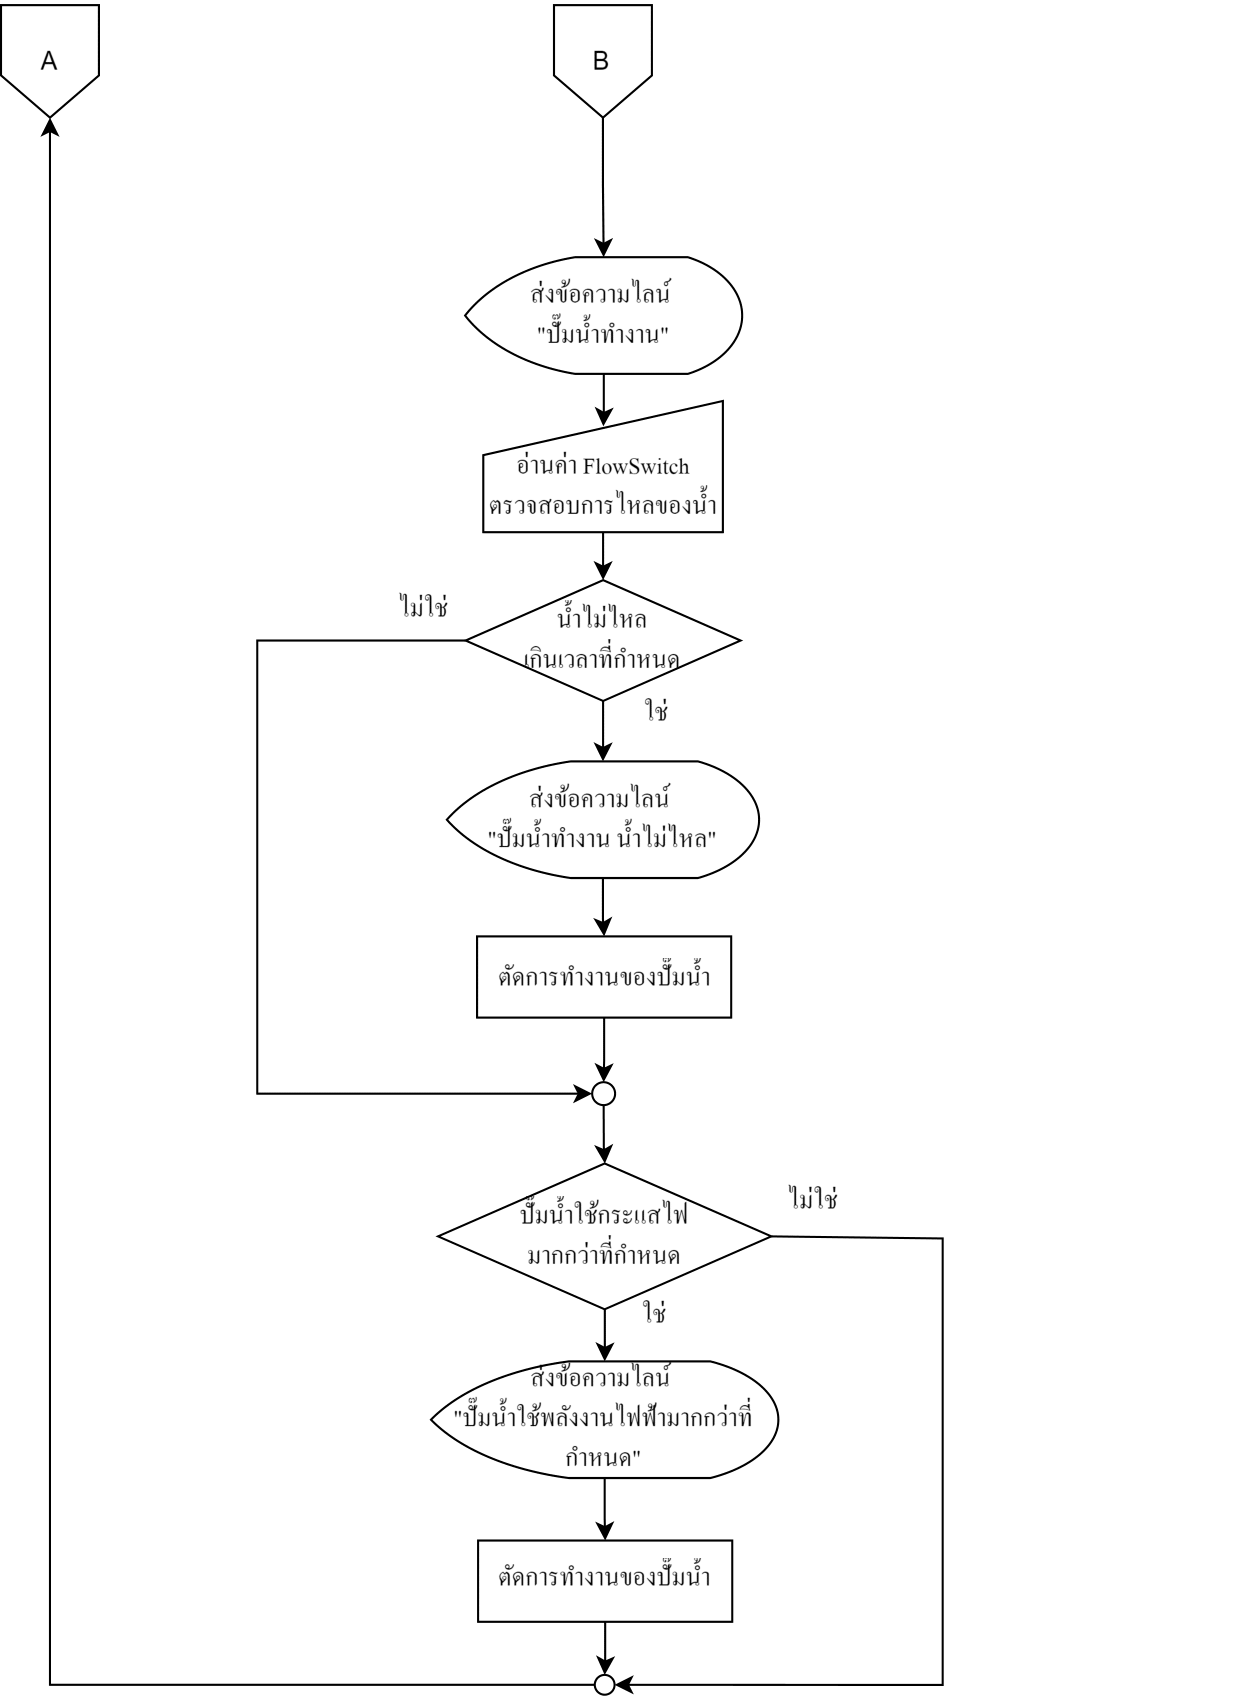 A
B
ส่งข้อความไลน์
"ปั๊มน้ำทำงาน"
อ่านค่า FlowSwitch
ตรวจสอบการไหลของน้ำ
ไม่ใช่
น้ำไม่ไหล
เกินเวลาที่กำหนด
ใช่
ส่งข้อความไลน์
"ปั๊มน้ำทำงาน น้ำไม่ไหล"
ตัดการทำงานของปั๊มน้ำ
ไม่ใช่
ปั๊มน้ำใช้กระแสไฟ
มากกว่าที่กำหนด
ใช่
ส่งข้อความไลน์
"ปั๊มน้ำใช้พลังงานไฟฟ้ามากกว่าที่
กำหนด"
ตัดการทำงานของปั๊มน้ำ